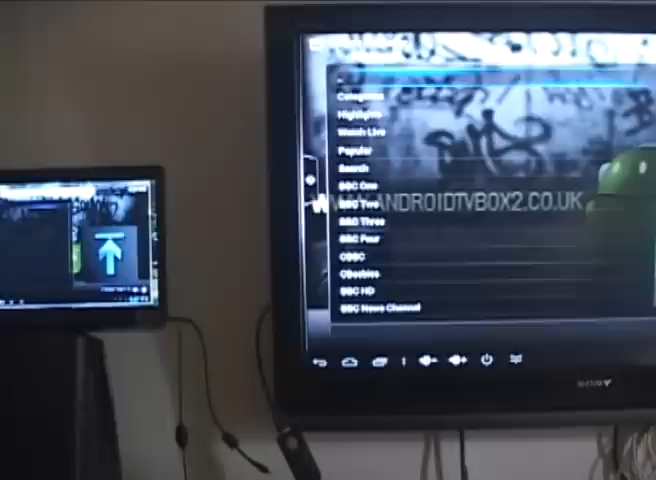 ..
Categories
Highlights
Watch Live
Popular
Search
BBC One
BBC Two
WWW.ANDROIDTVBOX2.CO.UK
BBC Three
BBC Four
CBBC
CBeebies
BBC HD
BBC News Channel
SONY